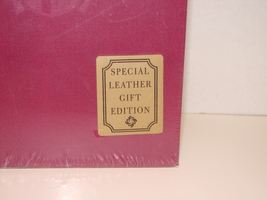 SPECIAL
LEATHER
GIFT
EDITION